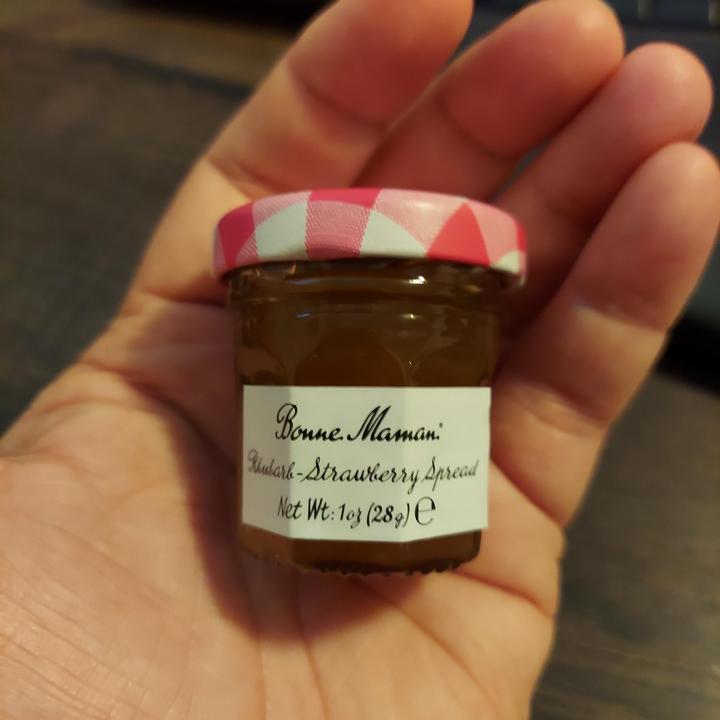 Bonne Maman®
Rhubarb-Strawberry Spread
Net Wt: 1oz (28g) ℮